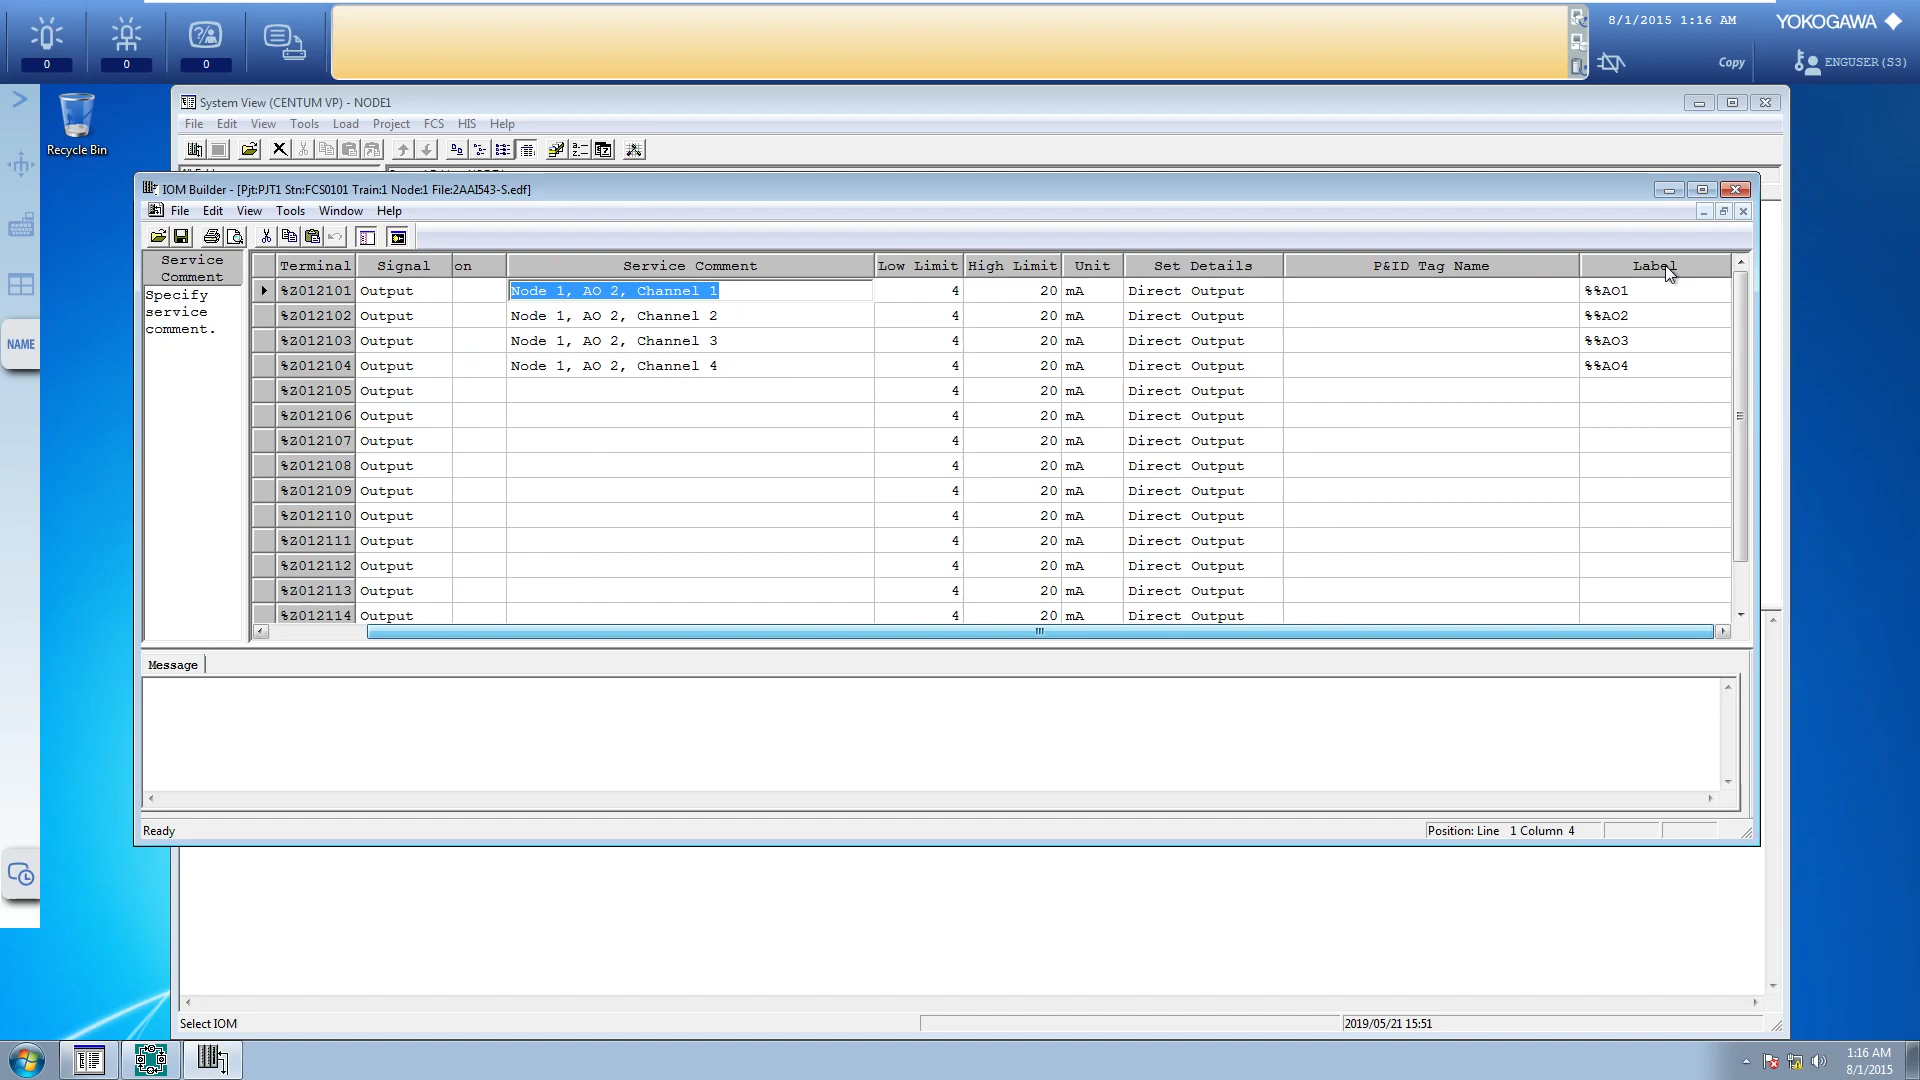 8/1/2015 1:16 AM
YOKOGAWA
0
0
0
Copy
ENGUSER (S3)
Recycle Bin
NAME
System View (CENTUM VP) - NODE1
File Edit View Tools Load Project FCS HIS Help
IOM Builder - [Pjt:PJT1 Stn:FCS0101 Train:1 Node:1 File:2AAI543-S.edf]
File Edit View Tools Window Help
Service Comment
Specify service comment.
Terminal Signal on Service Comment Low Limit High Limit Unit Set Details P&ID Tag Name Label
%Z012101 Output Node 1, AO 2, Channel 1 4 20 mA Direct Output %%AO1
%Z012102 Output Node 1, AO 2, Channel 2 4 20 mA Direct Output %%AO2
%Z012103 Output Node 1, AO 2, Channel 3 4 20 mA Direct Output %%AO3
%Z012104 Output Node 1, AO 2, Channel 4 4 20 mA Direct Output %%AO4
%Z012105 Output 4 20 mA Direct Output
%Z012106 Output 4 20 mA Direct Output
%Z012107 Output 4 20 mA Direct Output
%Z012108 Output 4 20 mA Direct Output
%Z012109 Output 4 20 mA Direct Output
%Z012110 Output 4 20 mA Direct Output
%Z012111 Output 4 20 mA Direct Output
%Z012112 Output 4 20 mA Direct Output
%Z012113 Output 4 20 mA Direct Output
%Z012114 Output 4 20 mA Direct Output
Message
Ready
Position: Line 1 Column 4
Select IOM
2019/05/21 15:51
1:16 AM
8/1/2015